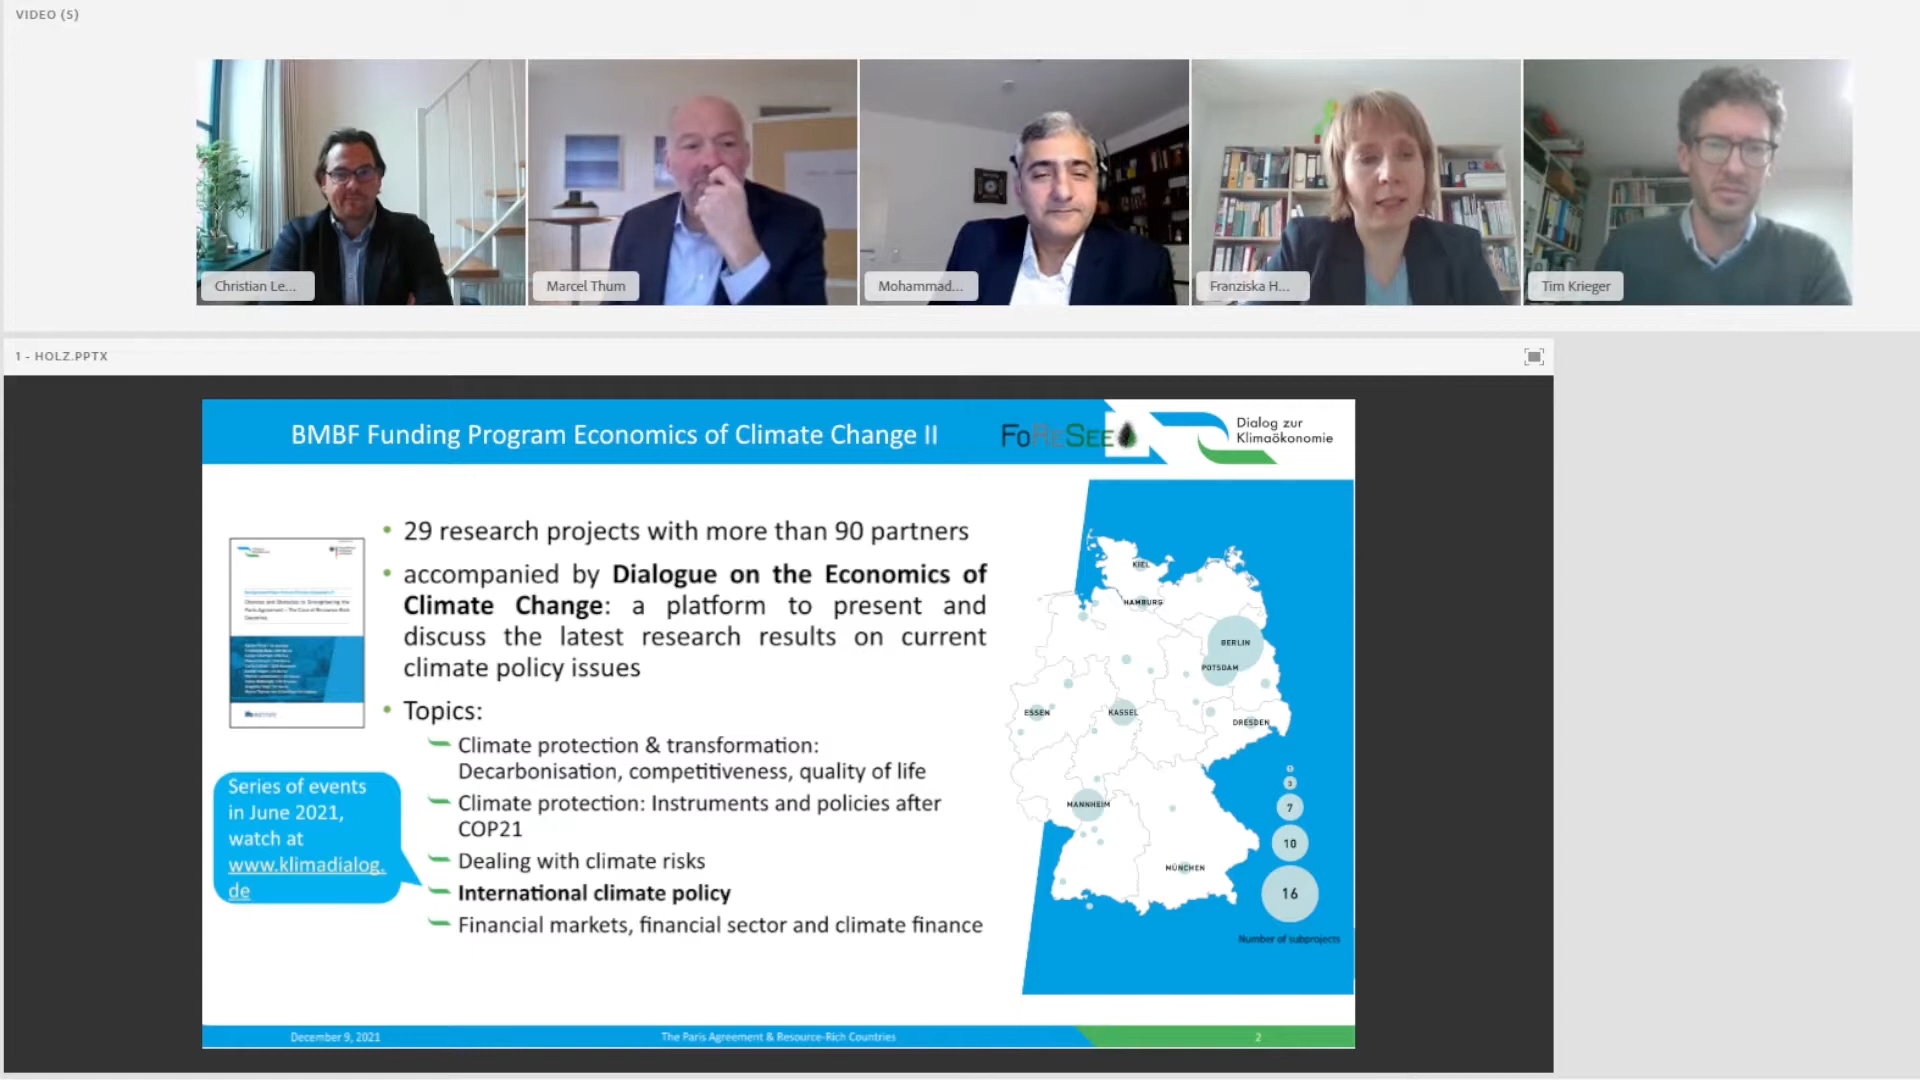 VIDEO (5)
Christian Le...
Marcel Thum
Mohammad...
Franziska H...
Tim Krieger
1 - HOLZ.PPTX
BMBF Funding Program Economics of Climate Change II
FoReSee
Dialog zur
Klimaökonomie
• 29 research projects with more than 90 partners
• accompanied by Dialogue on the Economics of
Climate Change: a platform to present and
discuss the latest research results on current
climate policy issues
• Topics:
Climate protection & transformation:
Decarbonisation, competitiveness, quality of life
Climate protection: Instruments and policies after
COP21
Dealing with climate risks
International climate policy
Financial markets, financial sector and climate finance
Series of events
in June 2021,
watch at
www.klimadialog.
de
KIEL
HAMBURG
BERLIN
POTSDAM
ESSEN
KASSEL
DRESDEN
MANNHEIM
MÜNCHEN
1
3
7
10
16
Number of subprojects
December 9, 2021
The Paris Agreement & Resource-Rich Countries
2